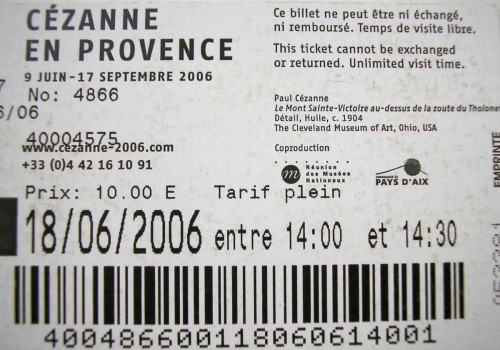 CÉZANNE
EN PROVENCE
9 JUIN-17 SEPTEMBRE 2006
No: 4866
6/06
40004575
www.cezanne-2006.com
+33 (0)4 42 16 10 91
Ce billet ne peut être ni échangé,
ni remboursé. Temps de visite libre.
This ticket cannot be exchanged
or returned. Unlimited visit time.
Paul Cézanne
Le Mont Sainte-Victoire au-dessus de la route du Tholonet
Détail, Huile, c. 1904
The Cleveland Museum of Art, Ohio, USA
Coproduction
m Réunion
des Musées
Nationaux
PAYS D'AIX
Prix: 10.00 E Tarif plein
18/06/2006 entre 14:00 et 14:30
400486600118060614001